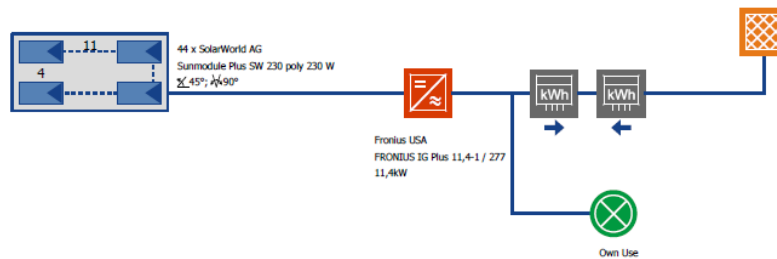 11
4
44 x SolarWorld AG
Sunmodule Plus SW 230 poly 230 W
45°; 90°
Fronius USA
FRONIUS IG Plus 11,4-1 / 277
11,4kW
kWh
kWh
Own Use